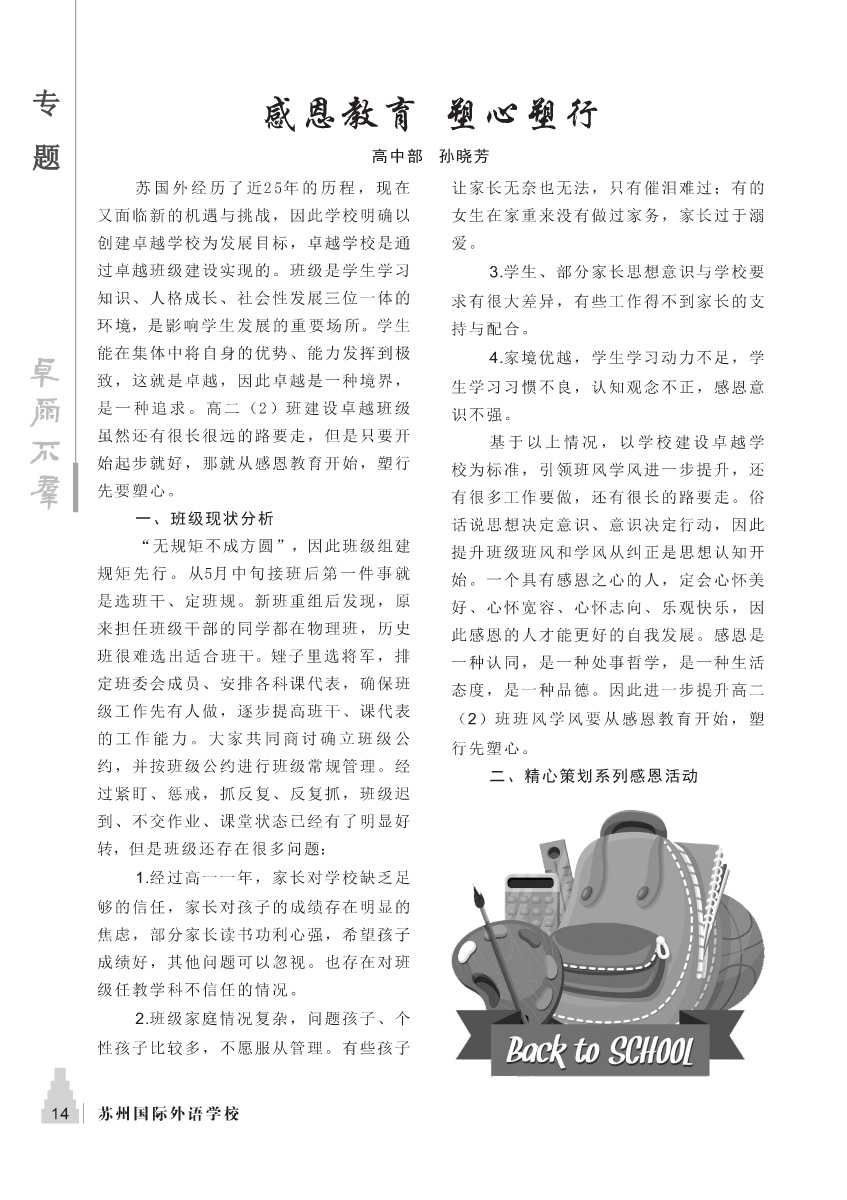 专
题
卓尔不群
感恩教育 塑心塑行
高中部 孙晓芳
苏国外经历了近25年的历程，现在
又面临新的机遇与挑战，因此学校明确以
创建卓越学校为发展目标，卓越学校是通
过卓越班级建设实现的。班级是学生学习
知识、人格成长、社会性发展三位一体的
环境，是影响学生发展的重要场所。学生
能在集体中将自身的优势、能力发挥到极
致，这就是卓越，因此卓越是一种境界，
是一种追求。高二（2）班建设卓越班级
虽然还有很长很远的路要走，但是只要开
始起步就好，那就从感恩教育开始，塑行
先要塑心。
一、班级现状分析
“无规矩不成方圆”，因此班级组建
规矩先行。从5月中旬接班后第一件事就
是选班干、定班规。新班重组后发现，原
来担任班级干部的同学都在物理班，历史
班很难选出适合班干。矬子里选将军，排
定班委会成员、安排各科课代表，确保班
级工作先有人做，逐步提高班干、课代表
的工作能力。大家共同商讨确立班级公
约，并按班级公约进行班级常规管理。经
过紧盯、惩戒，抓反复、反复抓，班级迟
到、不交作业、课堂状态已经有了明显好
转，但是班级还存在很多问题：
1.经过高一一年，家长对学校缺乏足
够的信任，家长对孩子的成绩存在明显的
焦虑，部分家长读书功利心强，希望孩子
成绩好，其他问题可以忽视。也存在对班
级任教学科不信任的情况。
2.班级家庭情况复杂，问题孩子、个
性孩子比较多，不愿服从管理。有些孩子
让家长无奈也无法，只有催泪难过；有的
女生在家重来没有做过家务，家长过于溺
爱。
3.学生、部分家长思想意识与学校要
求有很大差异，有些工作得不到家长的支
持与配合。
4.家境优越，学生学习动力不足，学
生学习习惯不良，认知观念不正，感恩意
识不强。
基于以上情况，以学校建设卓越学
校为标准，引领班风学风进一步提升，还
有很多工作要做，还有很长的路要走。俗
话说思想决定意识、意识决定行动，因此
提升班级班风和学风从纠正是思想认知开
始。一个具有感恩之心的人，定会心怀美
好、心怀宽容、心怀志向、乐观快乐，因
此感恩的人才能更好的自我发展。感恩是
一种认同，是一种处事哲学，是一种生活
态度，是一种品德。因此进一步提升高二
（2）班班风学风要从感恩教育开始，塑
行先塑心。
二、精心策划系列感恩活动
Back to SCHOOL
14 苏州国际外语学校